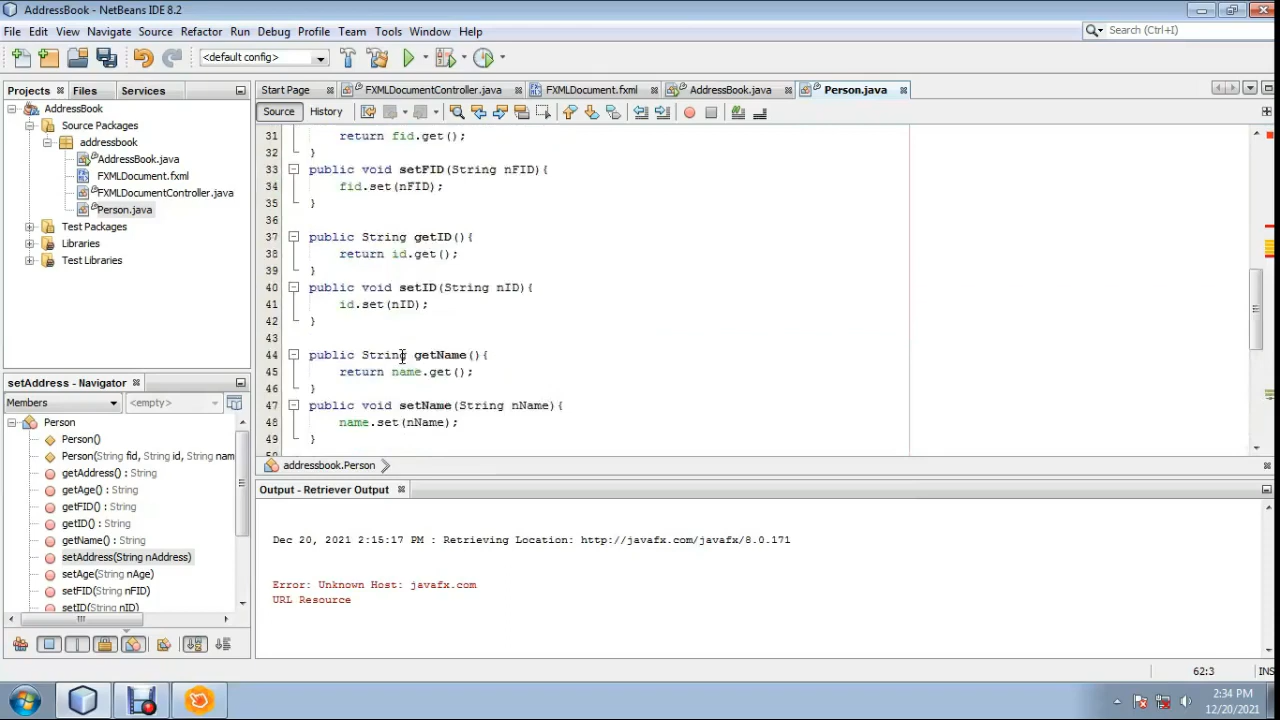 AddressBook - NetBeans IDE 8.2
File Edit View Navigate Source Refactor Run Debug Profile Team Tools Window Help
Search (Ctrl+I)
<default config>
Projects Files Services
Start Page FXMLDocumentController.java FXMLDocument.fxml AddressBook.java Person.java
Source History
AddressBook
Source Packages
addressbook
AddressBook.java
FXMLDocument.fxml
FXMLDocumentController.java
Person.java
Test Packages
Libraries
Test Libraries
31 return fid.get();
32 }
33 public void setFID(String nFID){
34 fid.set(nFID);
35 }
36
37 public String getID(){
38 return id.get();
39 }
40 public void setID(String nID){
41 id.set(nID);
42 }
43
44 public String getName(){
45 return name.get();
46 }
47 public void setName(String nName){
48 name.set(nName);
49 }
addressbook.Person
setAddress - Navigator
Members <empty>
Person
Person()
Person(String fid, String id, String nam
getAddress() : String
getAge() : String
getFID() : String
getID() : String
getName() : String
setAddress(String nAddress)
setAge(String nAge)
setFID(String nFID)
setID(String nID)
Output - Retriever Output
Dec 20, 2021 2:15:17 PM : Retrieving Location: http://javafx.com/javafx/8.0.171
Error: Unknown Host: javafx.com
URL Resource
62:3 INS
2:34 PM
12/20/2021